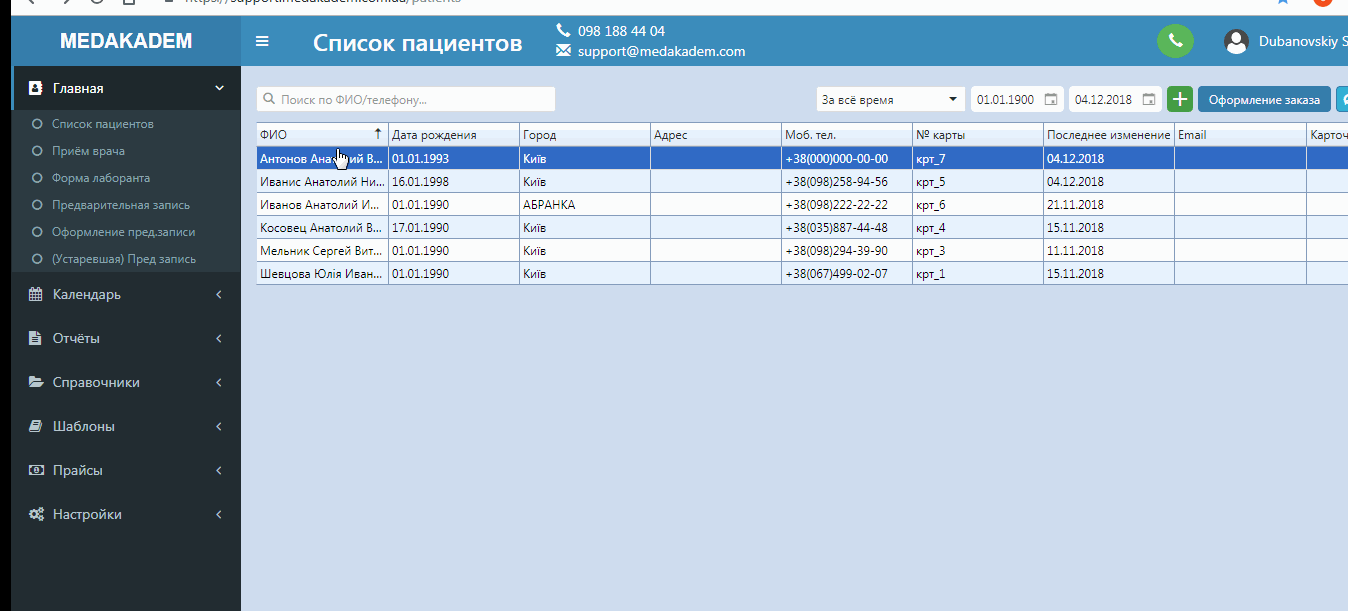 https://support.medakadem.com.ua/patients
MEDAKADEM
Список пациентов
098 188 44 04
support@medakadem.com
Dubanovskiy S
Главная
Список пациентов
Приём врача
Форма лаборанта
Предварительная запись
Оформление пред.записи
(Устаревшая) Пред запись
Календарь
Отчёты
Справочники
Шаблоны
Прайсы
Настройки
Поиск по ФИО/телефону...
За всё время 01.01.1900 04.12.2018 Оформление заказа
ФИО Дата рождения Город Адрес Моб. тел. № карты Последнее изменение Email Карточ
Антонов Анатолий В... 01.01.1993 Київ +38(000)000-00-00 крт_7 04.12.2018
Иванис Анатолий Ни... 16.01.1998 Київ +38(098)258-94-56 крт_5 04.12.2018
Иванов Анатолий И... 01.01.1990 АБРАНКА +38(098)222-22-22 крт_6 21.11.2018
Косовец Анатолий В... 17.01.1990 Київ +38(035)887-44-48 крт_4 15.11.2018
Мельник Сергей Вит... 01.01.1990 Київ +38(098)294-39-90 крт_3 11.11.2018
Шевцова Юлія Иван... 01.01.1990 Київ +38(067)499-02-07 крт_1 15.11.2018